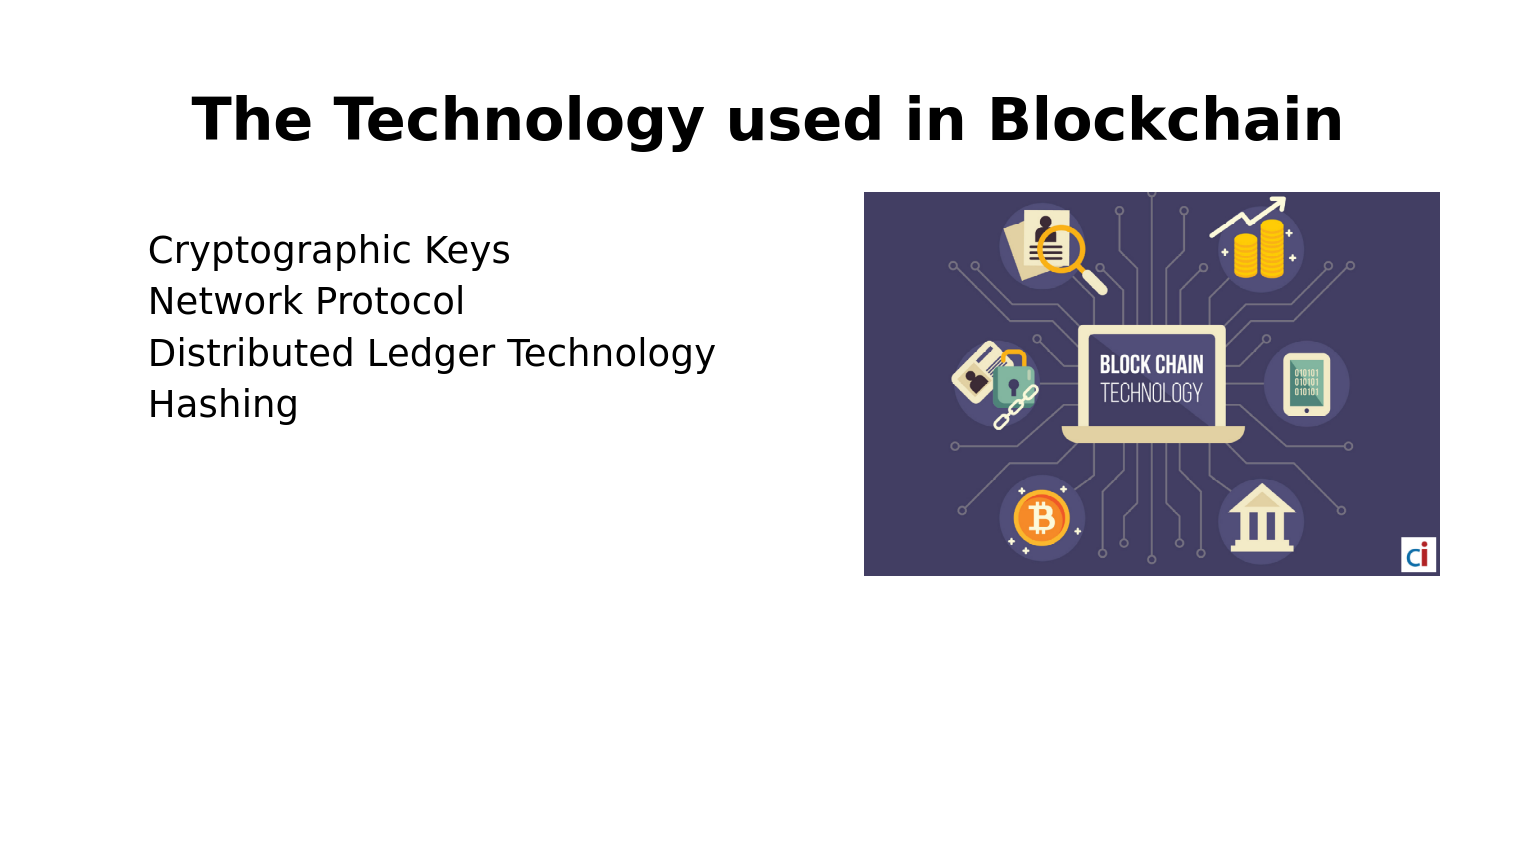 The Technology used in Blockchain
Cryptographic Keys
Network Protocol
Distributed Ledger Technology
Hashing
BLOCK CHAIN
TECHNOLOGY
010101
010101
010101
ci